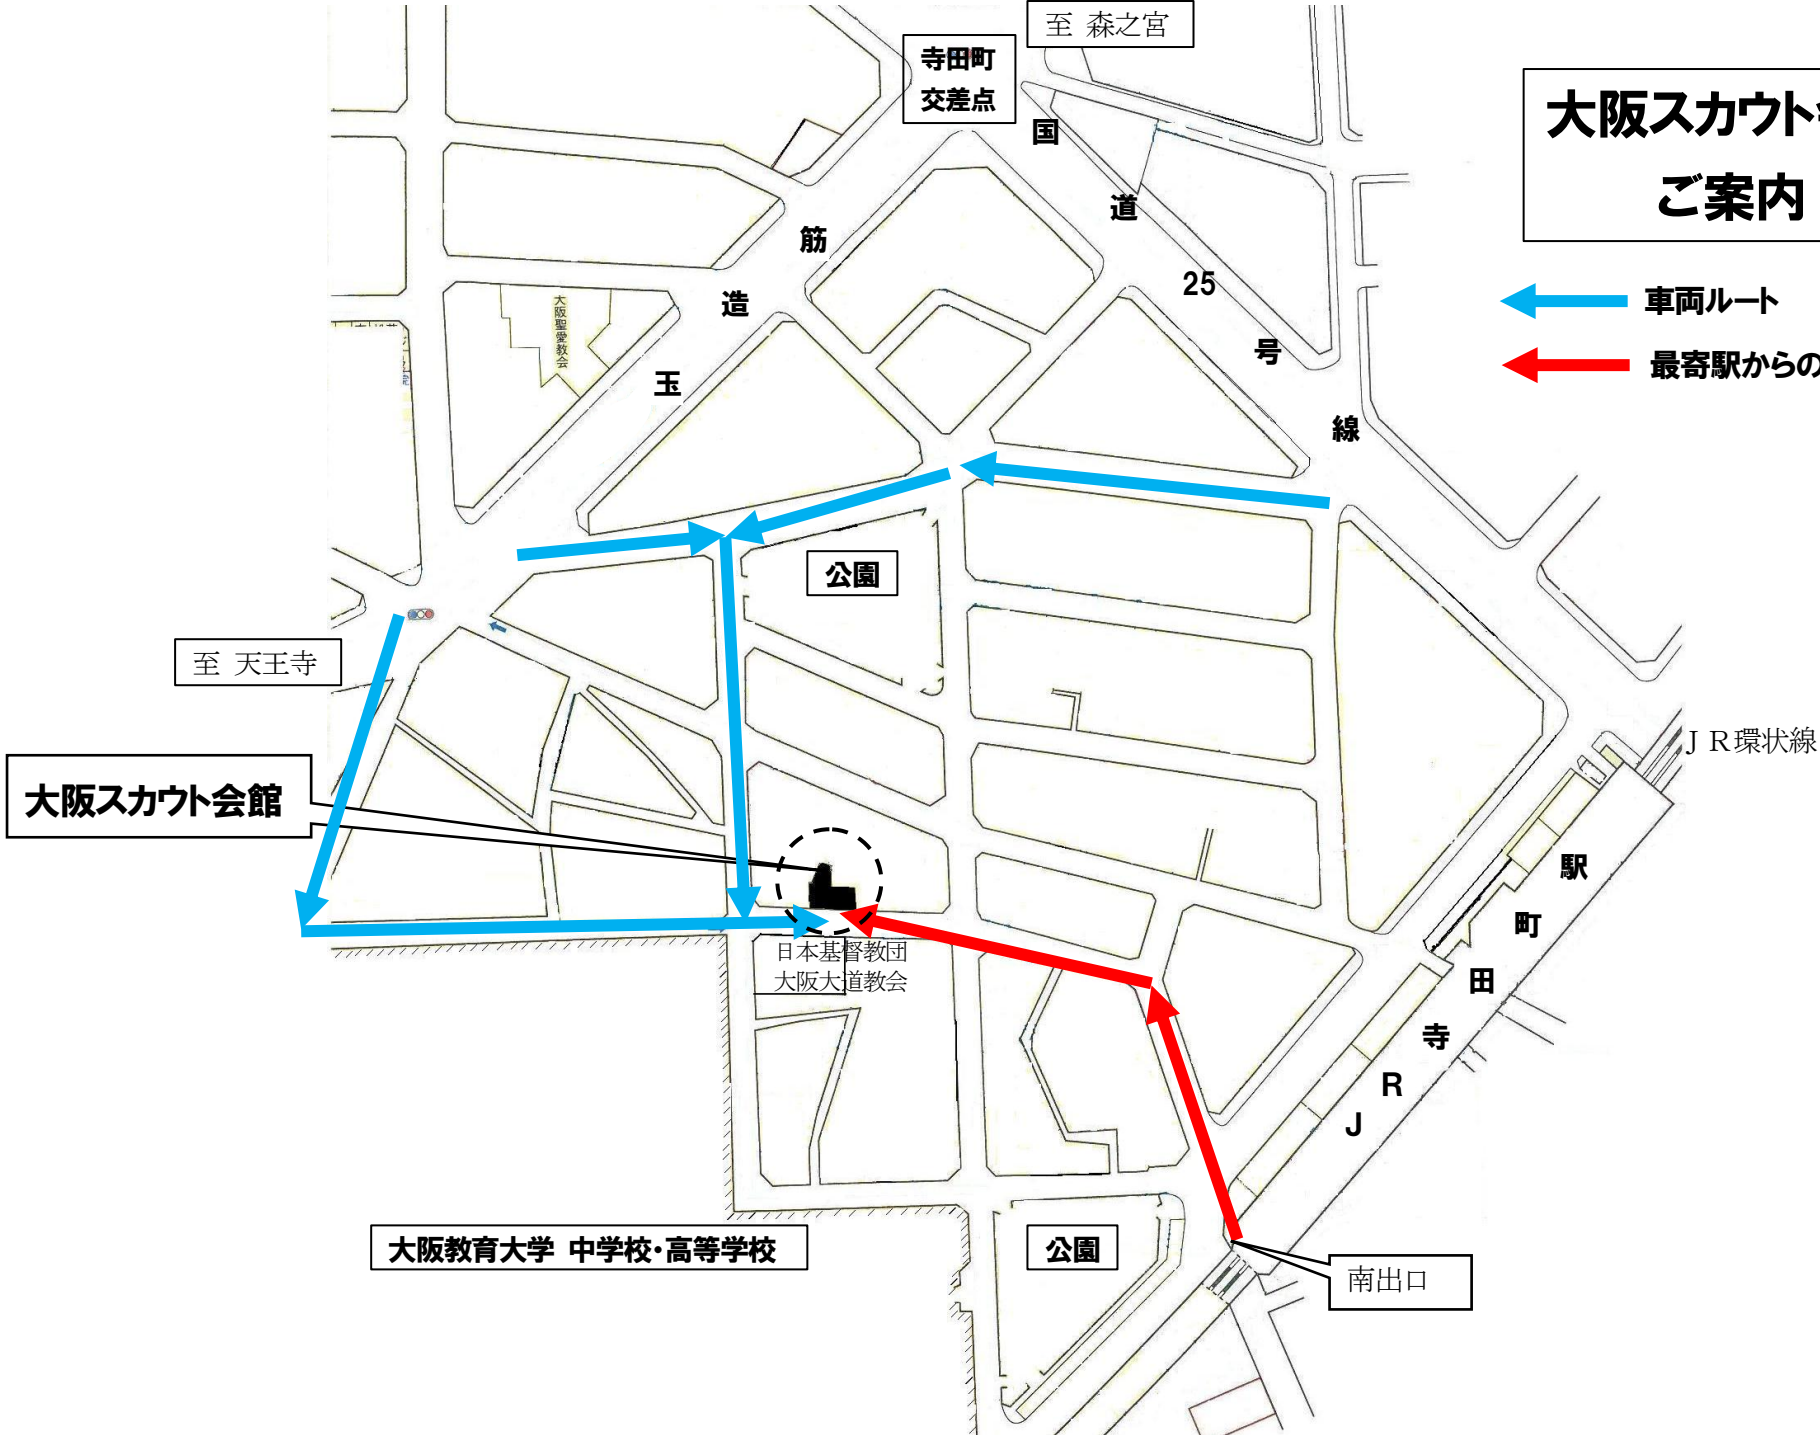 至 森之宮
寺田町
交差点
大阪スカウト
ご案内
国道25号線
玉造筋
車両ルート
最寄駅からの
大阪聖愛教会
公園
至 天王寺
ＪＲ環状線
大阪スカウト会館
日本基督教団
大阪大道教会
JR寺田町駅
大阪教育大学 中学校・高等学校
公園
南出口